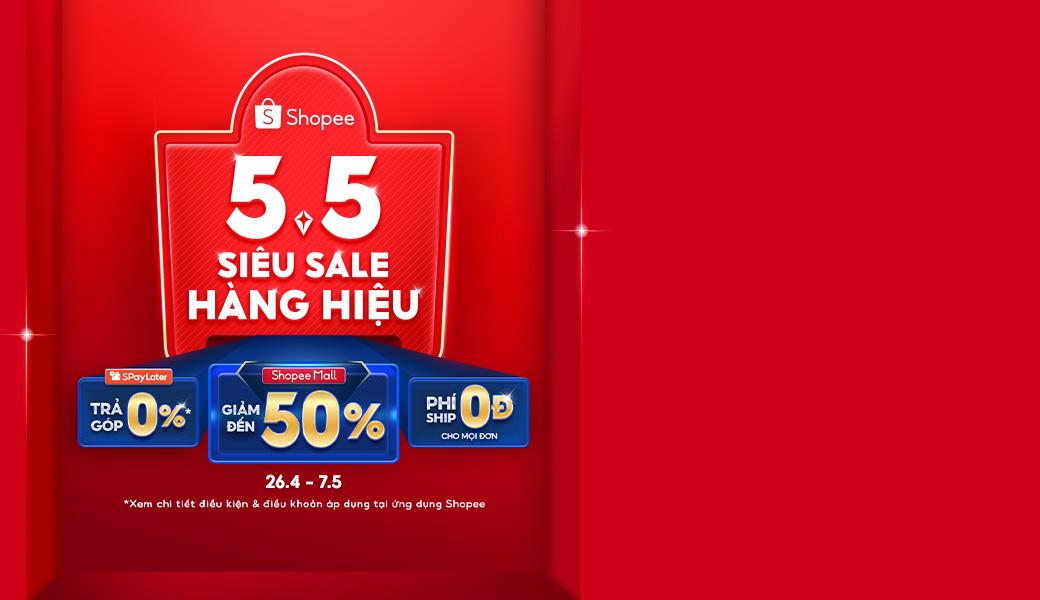 Shopee
5.5
SIÊU SALE
HÀNG HIỆU
SPayLater
TRẢ GÓP 0%*
Shopee Mall
GIẢM ĐẾN 50%
PHÍ SHIP 0Đ
CHO MỌI ĐƠN
26.4 - 7.5
*Xem chi tiết điều kiện & điều khoản áp dụng tại ứng dụng Shopee